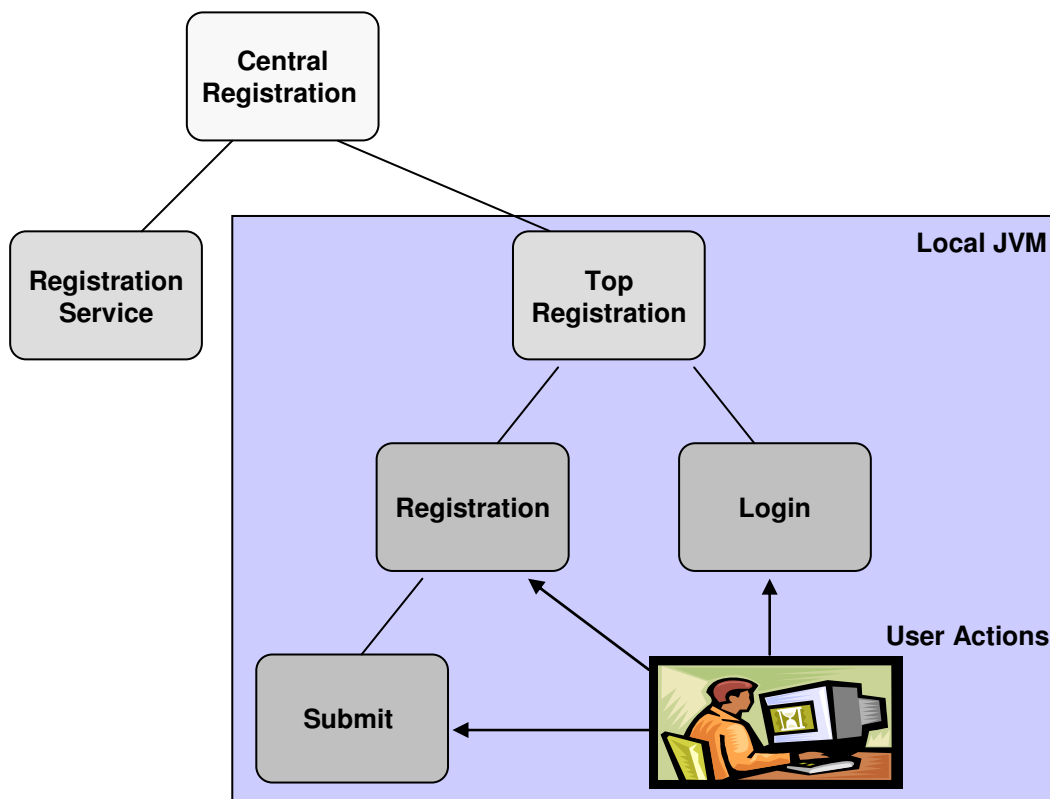 Central
Registration
Local JVM
Registration
Service
Top
Registration
Registration
Login
User Actions
Submit